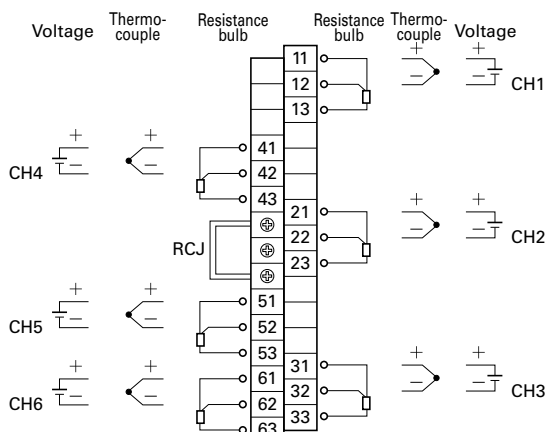 Voltage
Thermo-
couple
Resistance
bulb
Resistance
bulb
Thermo-
couple
Voltage
11
12
13
+
−
+
−
CH1
CH4
+
−
+
−
41
42
43
21
22
23
+
−
+
−
CH2
RCJ
CH5
+
−
+
−
51
52
53
31
32
33
+
−
+
−
CH3
CH6
+
−
+
−
61
62
63